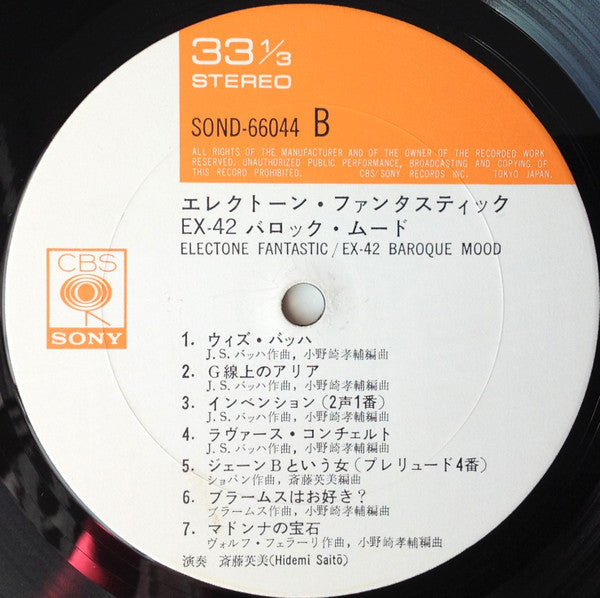 33 1/3
STEREO
SOND-66044 B
ALL RIGHTS OF THE MANUFACTURER AND OF THE OWNER OF THE RECORDED WORK
RESERVED. UNAUTHORIZED PUBLIC PERFORMANCE, BROADCASTING AND COPYING OF
THIS RECORD PROHIBITED. CBS/SONY RECORDS INC. TOKYO JAPAN.
エレクトーン・ファンタスティック
EX-42 バロック・ムード
ELECTONE FANTASTIC/EX-42 BAROQUE MOOD
CBS
SONY
1. ウィズ・バッハ
J.S.バッハ作曲, 小野崎孝輔編曲
2. G線上のアリア
J.S.バッハ作曲, 小野崎孝輔編曲
3. インベンション(2声1番)
J.S.バッハ作曲, 小野崎孝輔編曲
4. ラヴァース・コンチェルト
J.S.バッハ作曲, 小野崎孝輔編曲
5. ジェーンBという女(プレリュード4番)
ショパン作曲, 斎藤英美編曲
6. ブラームスはお好き?
ブラームス作曲, 小野崎孝輔編曲
7. マドンナの宝石
ヴォルフ・フェラーリ作曲, 小野崎孝輔編曲
演奏 斎藤英美(Hidemi Saitō)